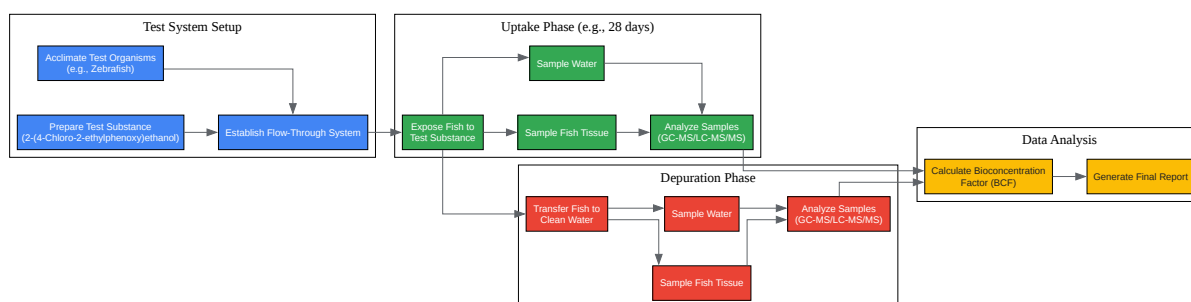 Test System Setup
Acclimate Test Organisms
(e.g., Zebrafish)
Prepare Test Substance
(2-(4-Chloro-2-ethylphenoxy)ethanol)
Establish Flow-Through System
Uptake Phase (e.g., 28 days)
Sample Water
Expose Fish to
Test Substance
Sample Fish Tissue
Analyze Samples
(GC-MS/LC-MS/MS)
Depuration Phase
Transfer Fish to
Clean Water
Sample Water
Analyze Samples
(GC-MS/LC-MS/MS)
Sample Fish Tissue
Data Analysis
Calculate Bioconcentration
Factor (BCF)
Generate Final Report